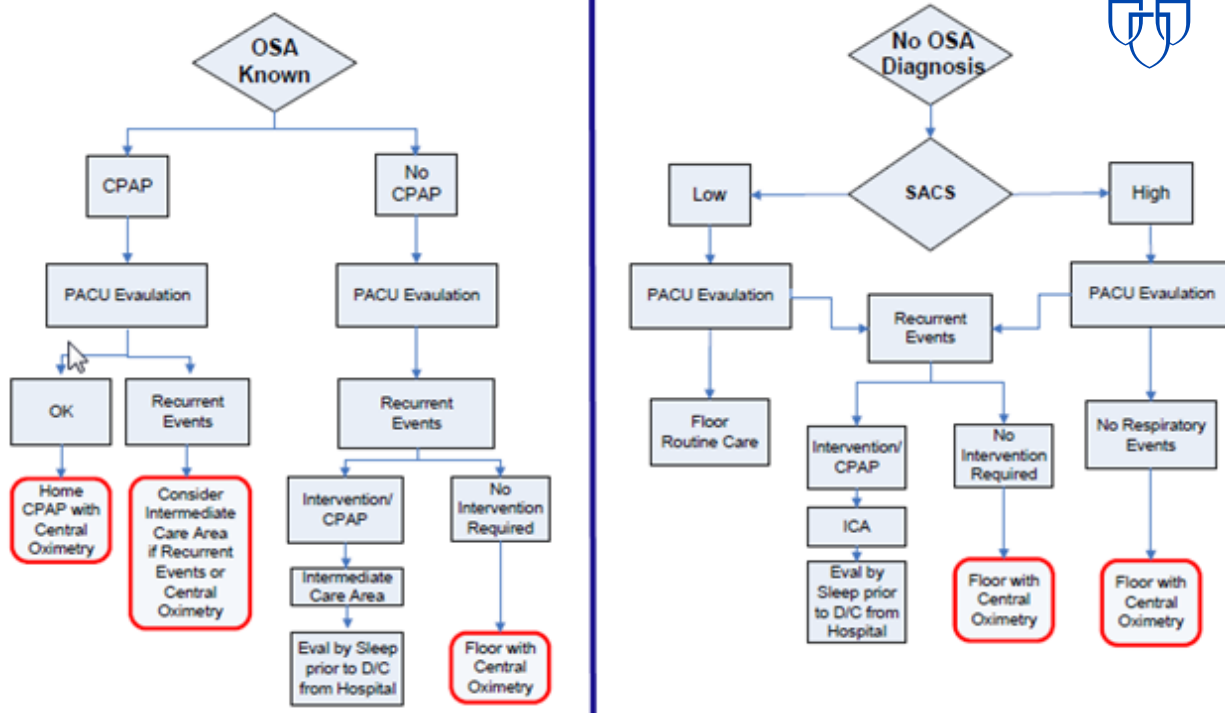 OSA
Known
CPAP
No
CPAP
PACU Evaulation
PACU Evaulation
OK
Recurrent
Events
Recurrent
Events
Home
CPAP with
Central
Oximetry
Consider
Intermediate
Care Area
if Recurrent
Events or
Central
Oximetry
Intervention/
CPAP
No
Intervention
Required
Intermediate
Care Area
Eval by Sleep
prior to D/C
from Hospital
Floor with
Central
Oximetry
No OSA
Diagnosis
Low
SACS
High
PACU Evaulation
Recurrent
Events
PACU Evaulation
Floor
Routine Care
Intervention/
CPAP
No
Intervention
Required
No Respiratory
Events
ICA
Eval by
Sleep prior
to D/C from
Hospital
Floor with
Central
Oximetry
Floor with
Central
Oximetry